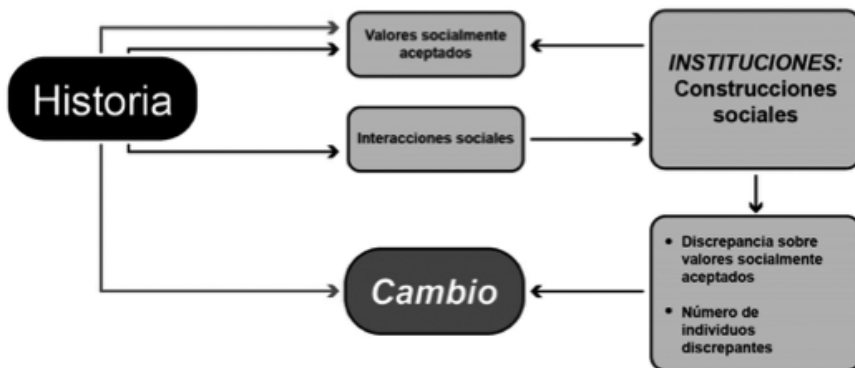 Historia
Valores socialmente
aceptados
INSTITUCIONES:
Construcciones
sociales
Interacciones sociales
Cambio
• Discrepancia sobre
valores socialmente
aceptados
• Número de
individuos
discrepantes